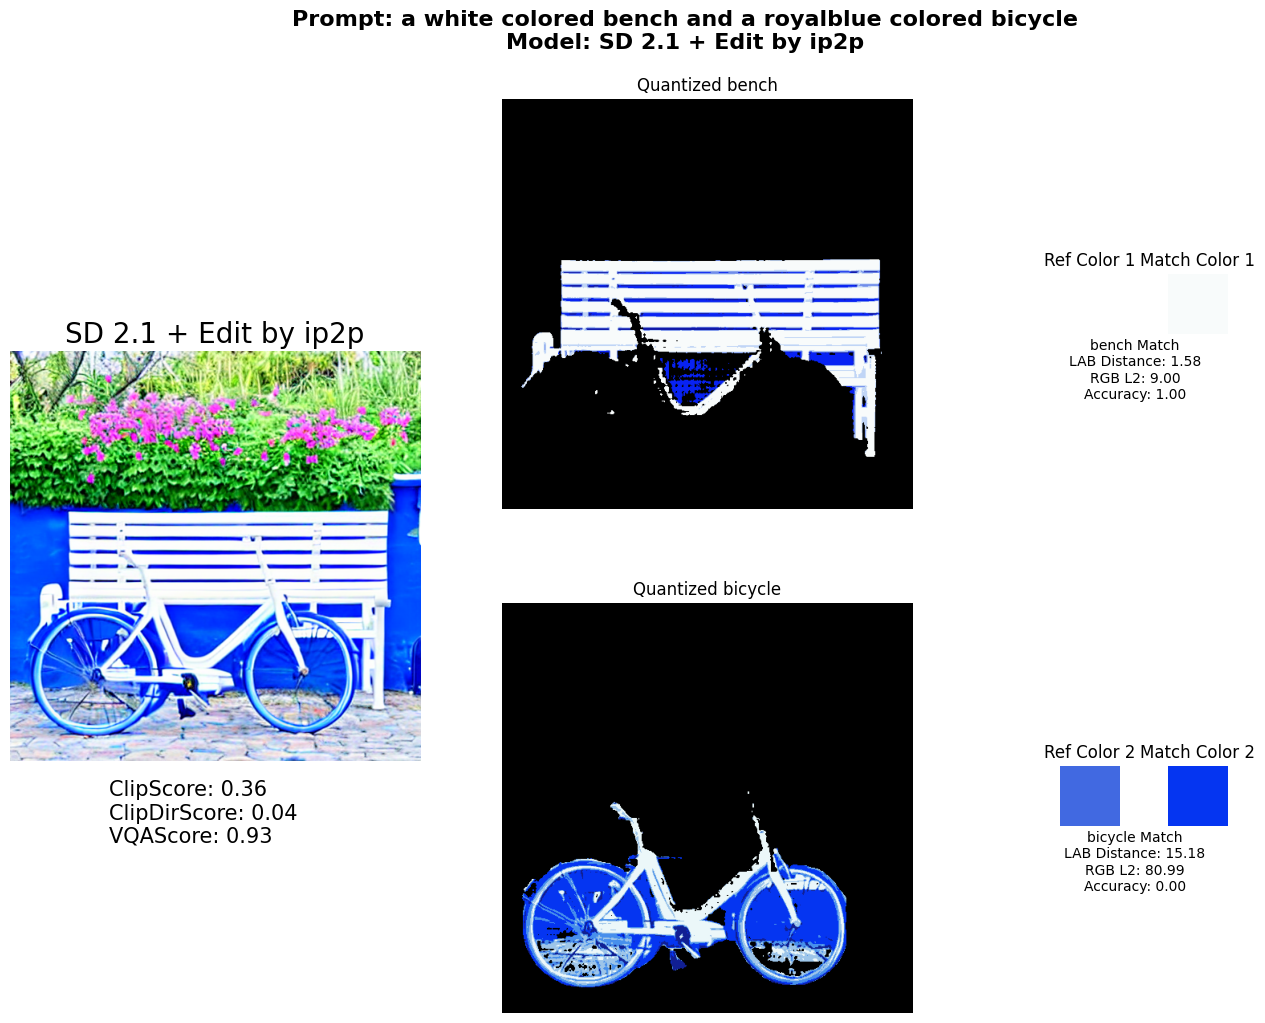 Prompt: a white colored bench and a royalblue colored bicycle
Model: SD 2.1 + Edit by ip2p
SD 2.1 + Edit by ip2p
ClipScore: 0.36
ClipDirScore: 0.04
VQAScore: 0.93
Quantized bench
Ref Color 1 Match Color 1
bench Match
LAB Distance: 1.58
RGB L2: 9.00
Accuracy: 1.00
Quantized bicycle
Ref Color 2 Match Color 2
bicycle Match
LAB Distance: 15.18
RGB L2: 80.99
Accuracy: 0.00